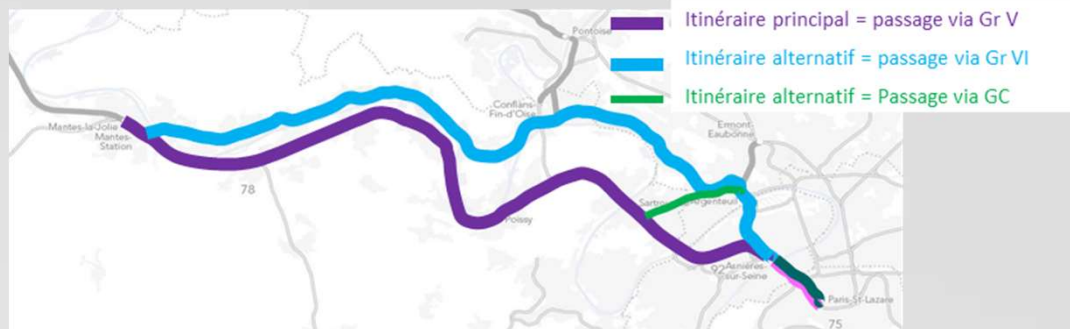 Itinéraire principal = passage via Gr V
Itinéraire alternatif = passage via Gr VI
Itinéraire alternatif = Passage via GC
Pontoise
Conflans-
Fin-d'Oise
Ermont-
Eaubonne
Mantes-la-Jolie
Mantes-
Station
78
Poissy
Argenteuil
92
Asnières-
sur-Seine
Paris-St-Lazare
75